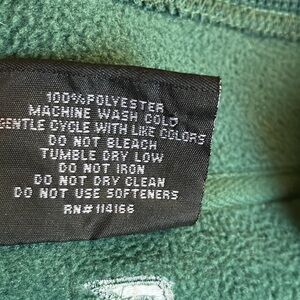 100% POLYESTER
MACHINE WASH COLD
GENTLE CYCLE WITH LIKE COLORS
DO NOT BLEACH
TUMBLE DRY LOW
DO NOT IRON
DO NOT DRY CLEAN
DO NOT USE SOFTENERS
RN# 114166